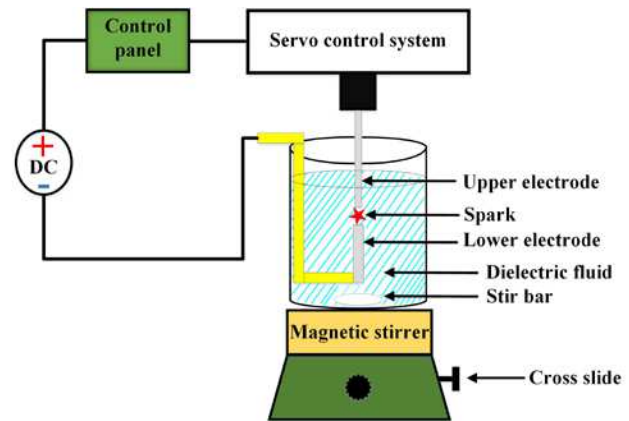 Control
panel
Servo control system
+
DC
-
Upper electrode
Spark
Lower electrode
Dielectric fluid
Stir bar
Magnetic stirrer
Cross slide